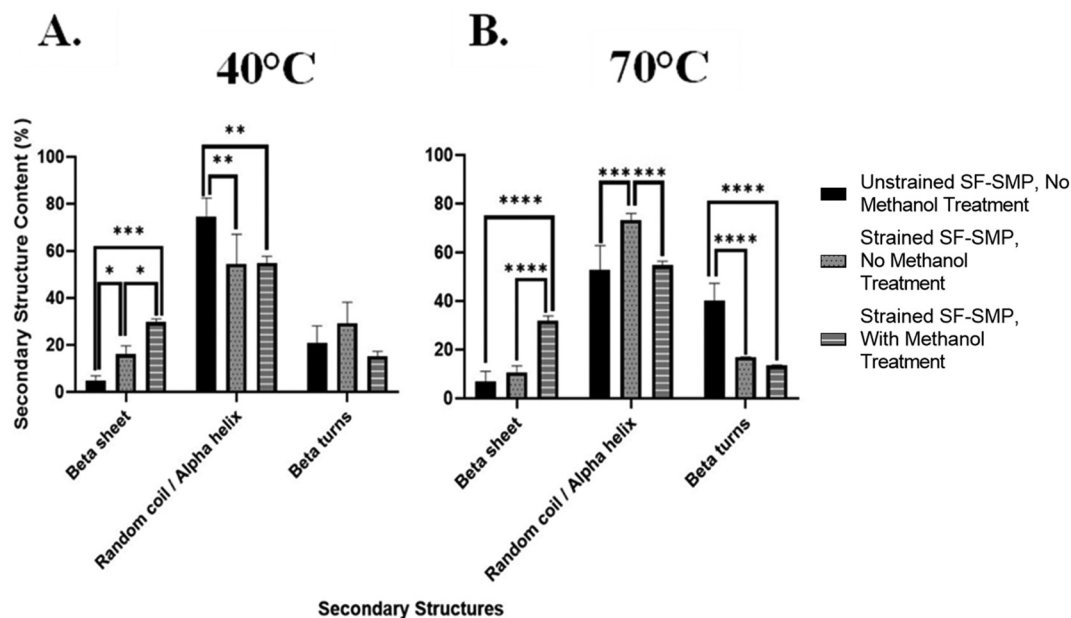 A.
B.
40°C
70°C
Secondary Structure Content (%)
100
80
60
40
20
0
***
*
*
**
**
Beta sheet
Random coil / Alpha helix
Beta turns
100
80
60
40
20
0
****
****
***
***
****
****
Beta sheet
Random coil / Alpha helix
Beta turns
Secondary Structures
Unstrained SF-SMP, No
Methanol Treatment
Strained SF-SMP,
No Methanol
Treatment
Strained SF-SMP,
With Methanol
Treatment